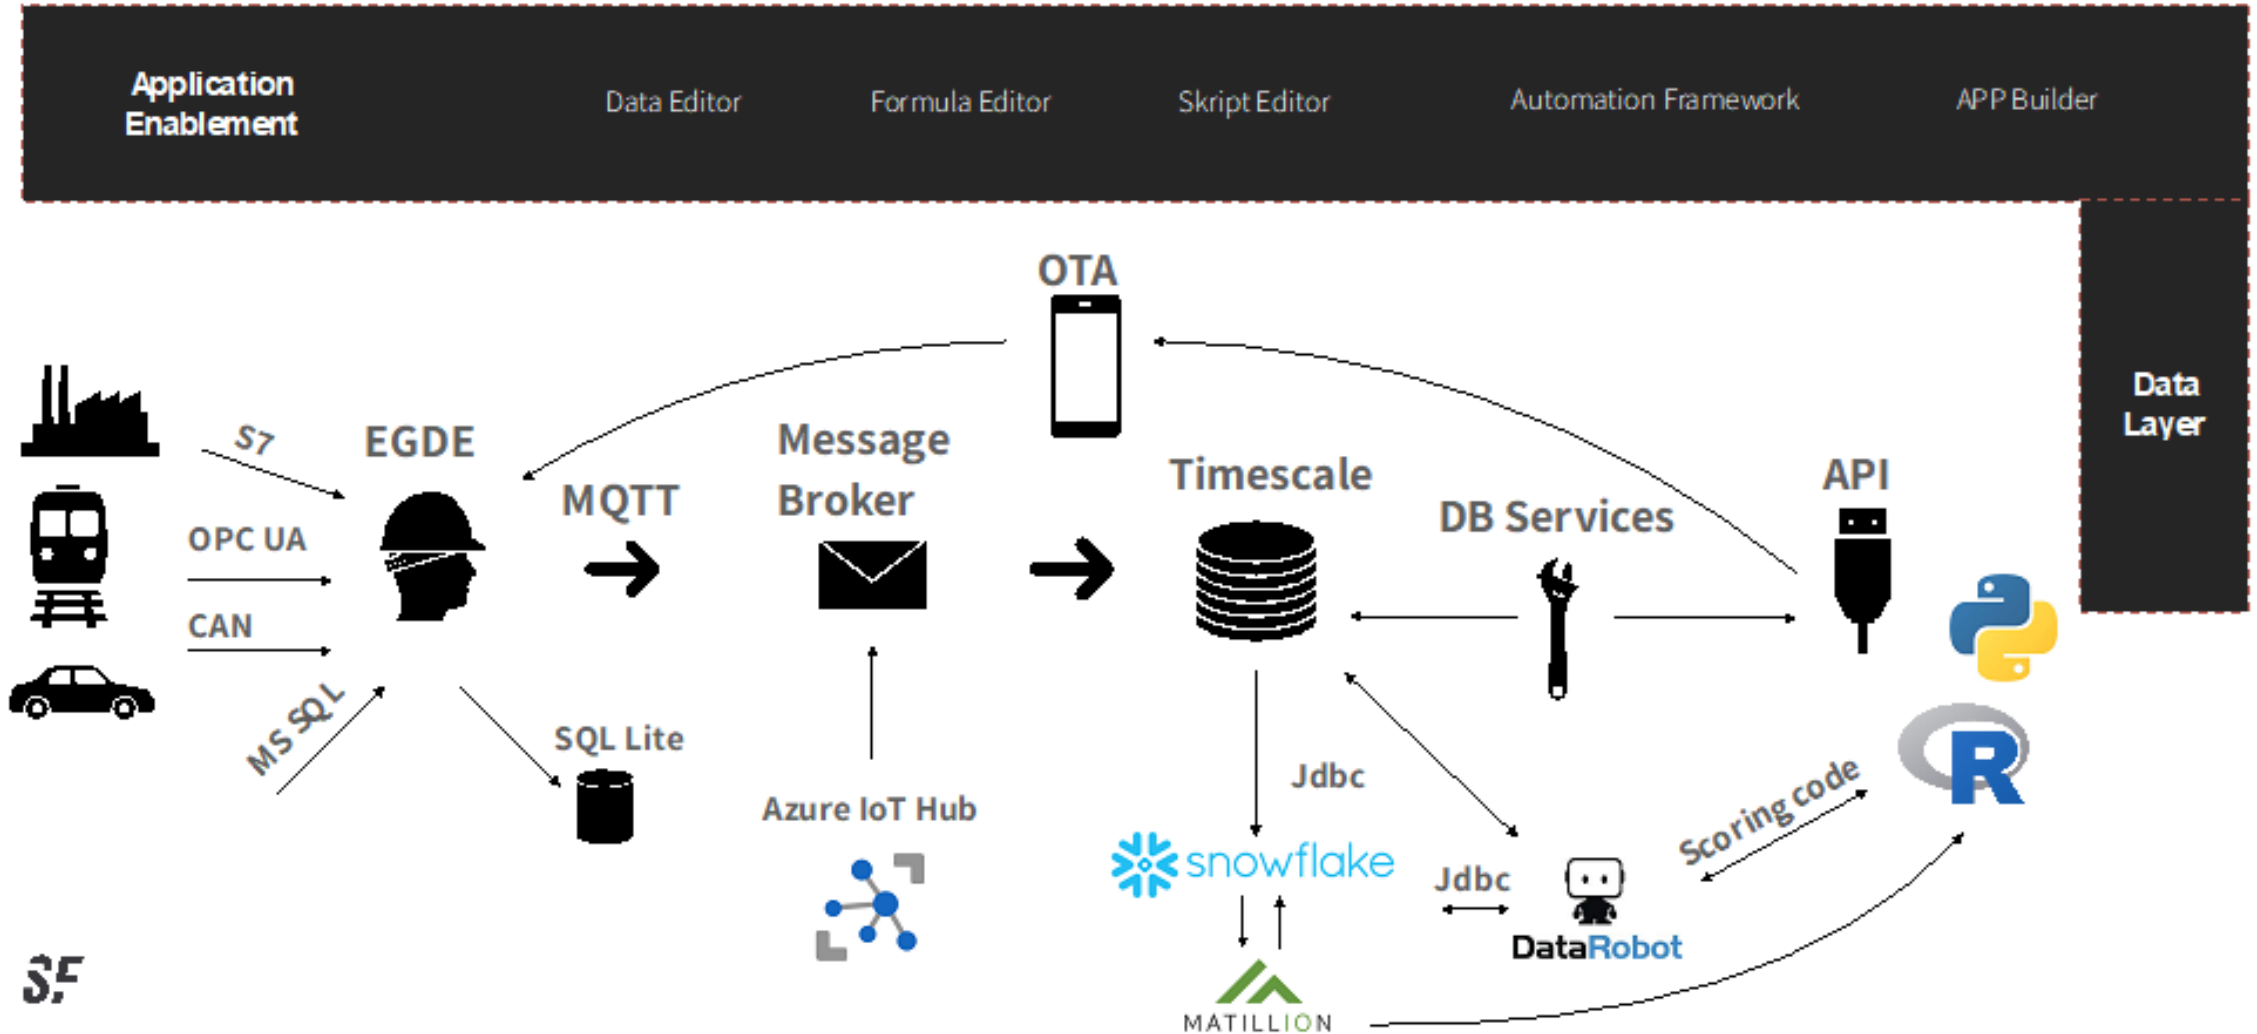 Application
Enablement
Data Editor
Formula Editor
Skript Editor
Automation Framework
APP Builder
Data
Layer
OTA
S7
EGDE
OPC UA
CAN
MS SQL
MQTT
Message
Broker
Timescale
DB Services
API
SQL Lite
Azure IoT Hub
Jdbc
snowflake
Jdbc
Scoring code
R
DataRobot
MATILLION
SF